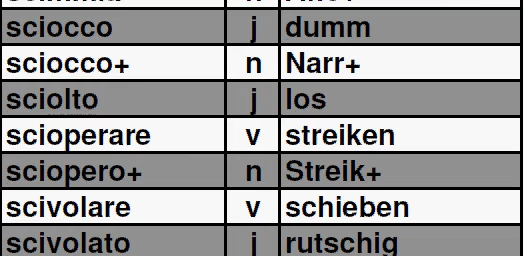 sciocco j dumm
sciocco+ n Narr+
sciolto j los
scioperare v streiken
sciopero+ n Streik+
scivolare v schieben
scivolato j rutschig